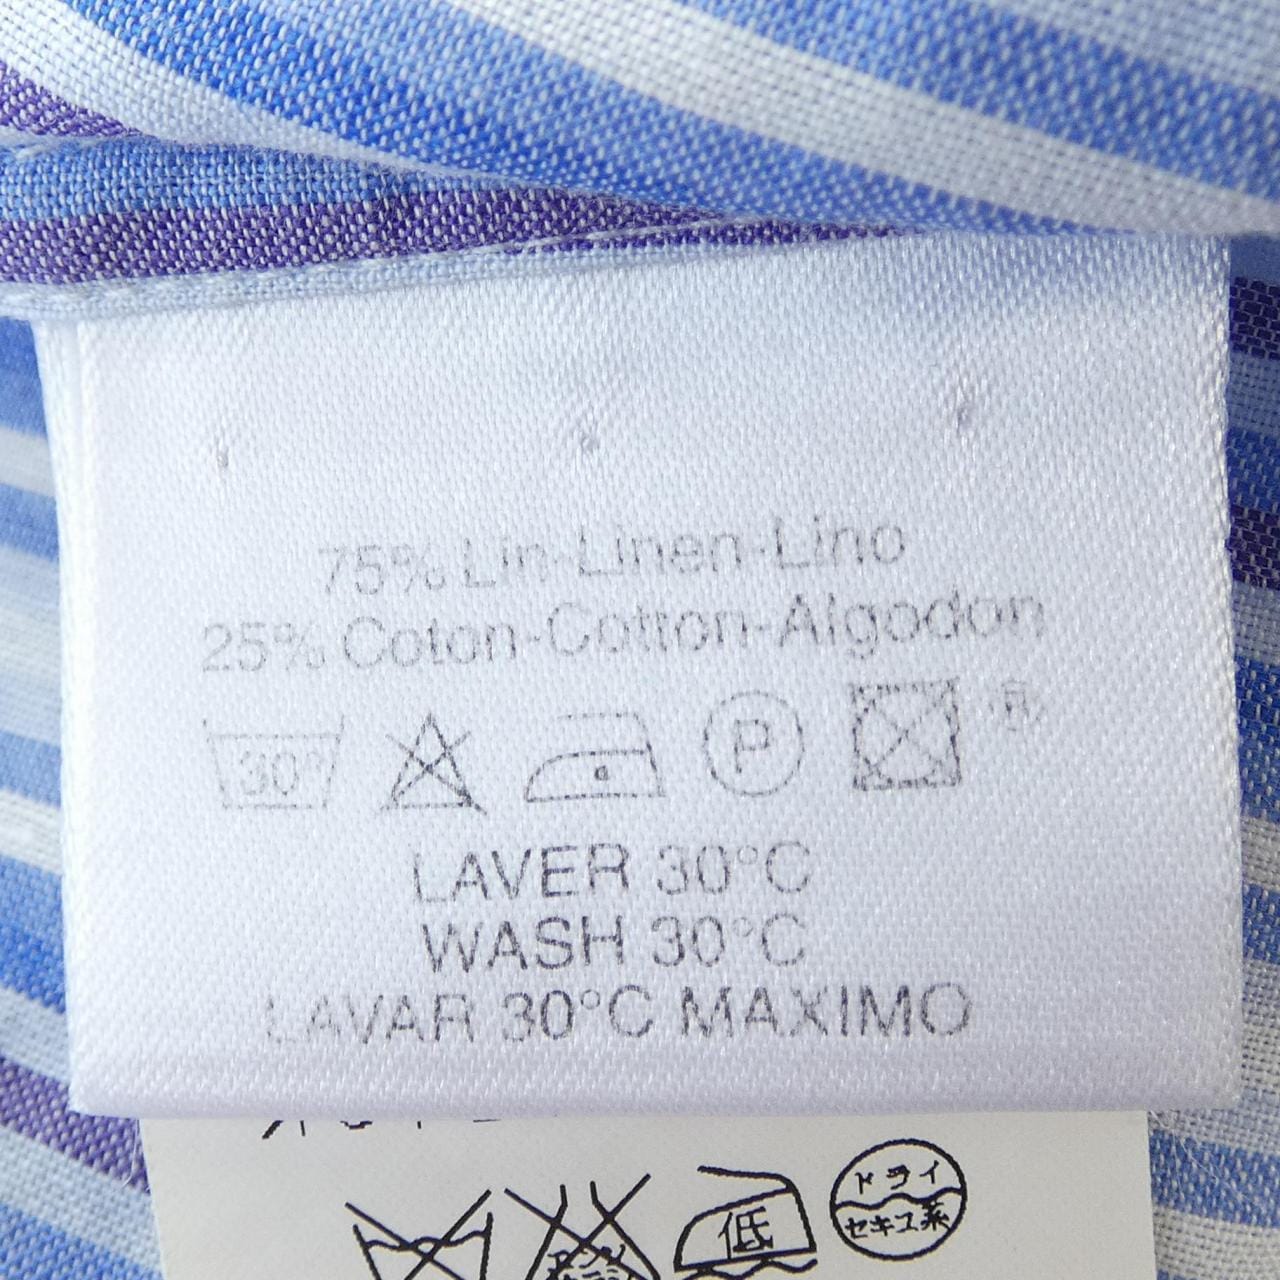 75% Lin-Linen-Lino
25% Coton-Cotton-Algodon
30° P ®
LAVER 30°C
WASH 30°C
LAVAR 30°C MAXIMO
低 ドライ
セキユ系